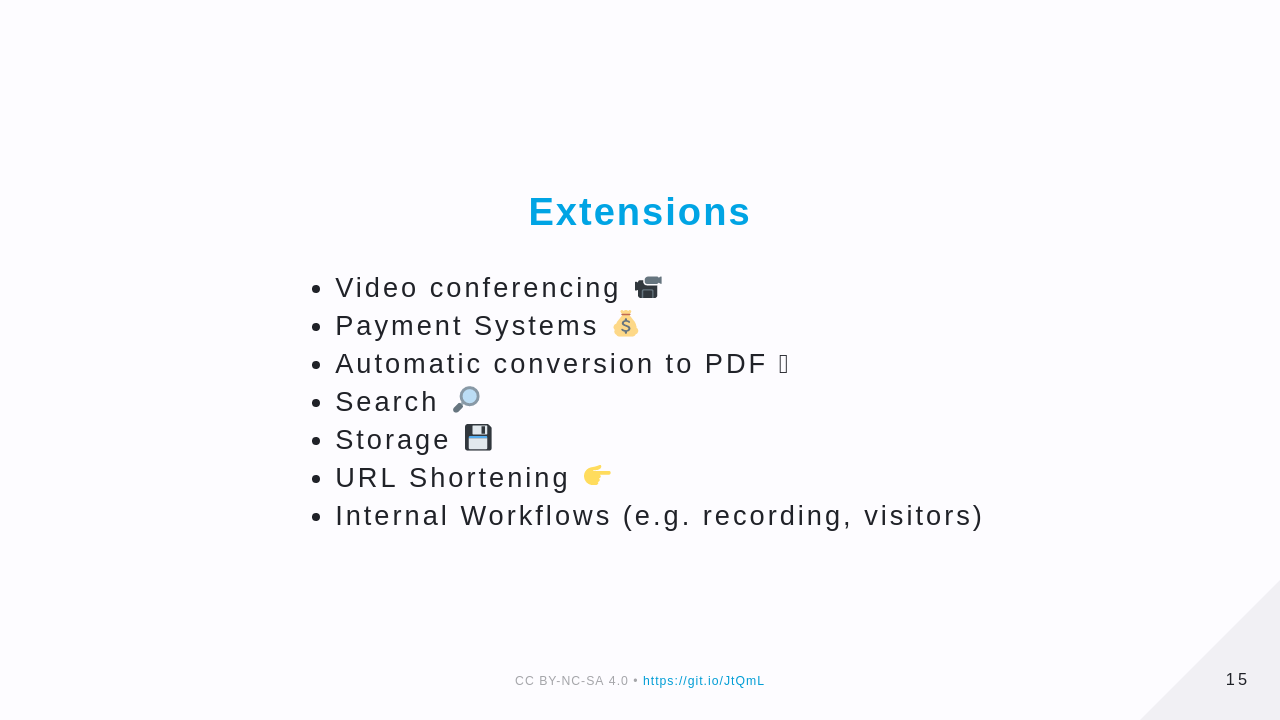 Extensions
• Video conferencing 🎥
• Payment Systems 💰
• Automatic conversion to PDF
• Search 🔎
• Storage 💾
• URL Shortening 👉
• Internal Workflows (e.g. recording, visitors)
CC BY-NC-SA 4.0 • https://git.io/JtQmL
15